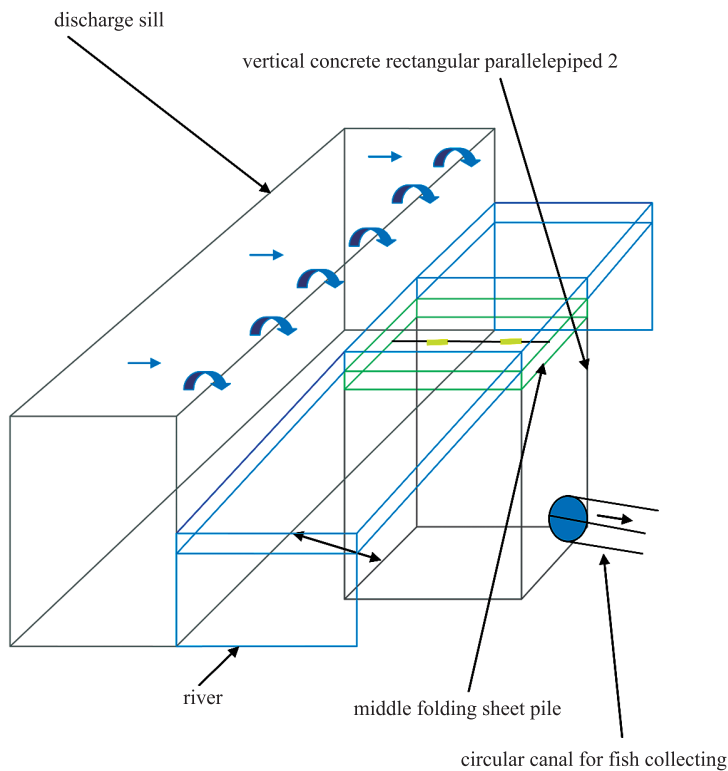 discharge sill
vertical concrete rectangular parallelepiped 2
river
middle folding sheet pile
circular canal for fish collecting